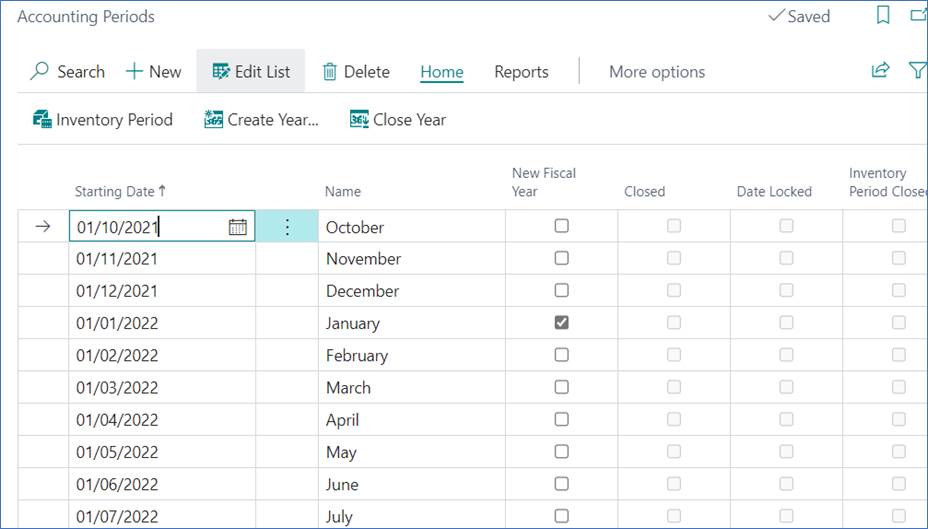 Accounting Periods
Saved
Search New Edit List Delete Home Reports More options
Inventory Period Create Year... Close Year
Starting Date Name New Fiscal Year Closed Date Locked Inventory Period Close
01/10/2021 October
01/11/2021 November
01/12/2021 December
01/01/2022 January
01/02/2022 February
01/03/2022 March
01/04/2022 April
01/05/2022 May
01/06/2022 June
01/07/2022 July